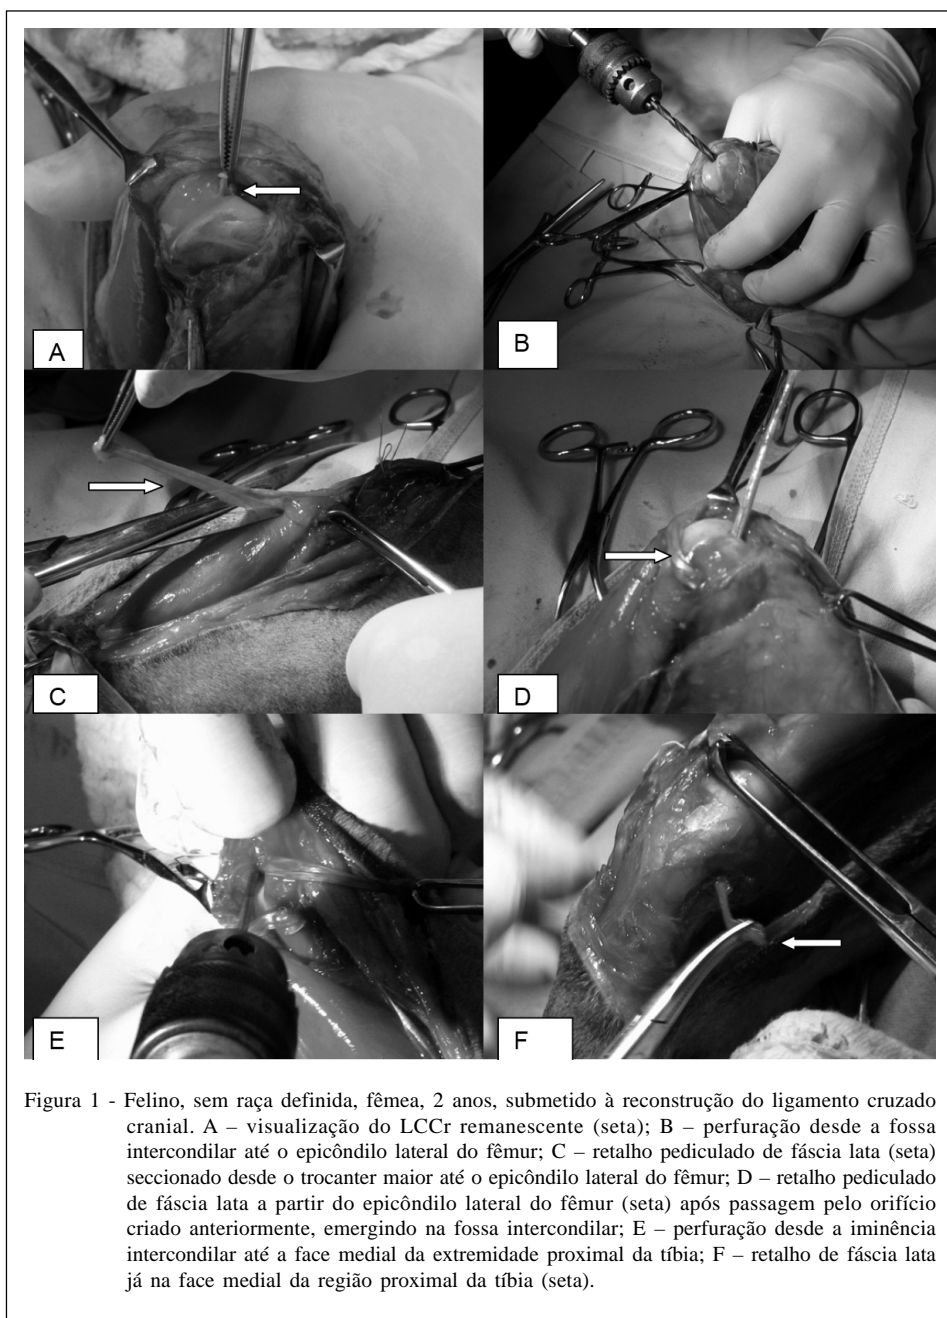 A
B
C
D
E
F
Figura 1 - Felino, sem raça definida, fêmea, 2 anos, submetido à reconstrução do ligamento cruzado
cranial. A – visualização do LCCr remanescente (seta); B – perfuração desde a fossa
intercondilar até o epicôndilo lateral do fêmur; C – retalho pediculado de fáscia lata (seta)
seccionado desde o trocanter maior até o epicôndilo lateral do fêmur; D – retalho pediculado
de fáscia lata a partir do epicôndilo lateral do fêmur (seta) após passagem pelo orifício
criado anteriormente, emergindo na fossa intercondilar; E – perfuração desde a iminência
intercondilar até a face medial da extremidade proximal da tíbia; F – retalho de fáscia lata
já na face medial da região proximal da tíbia (seta).